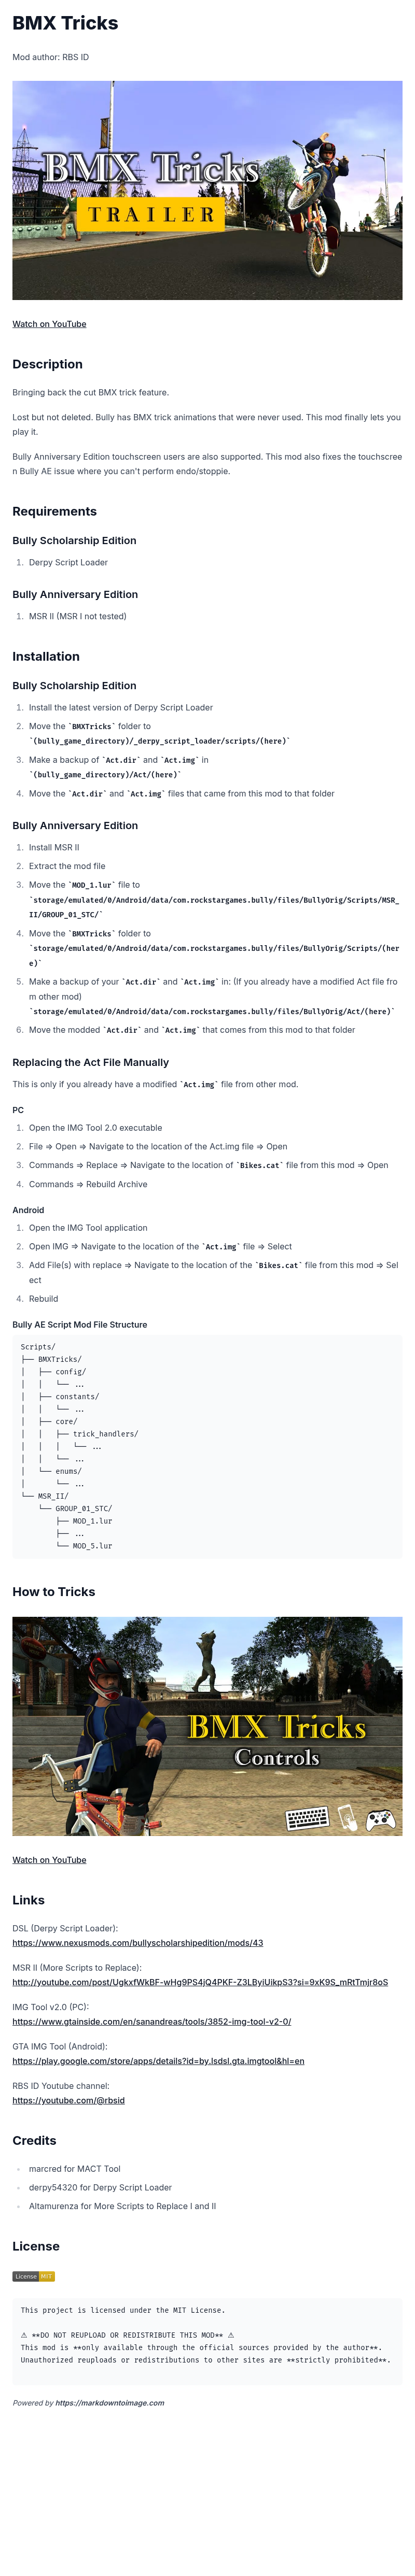 BMX Tricks
Mod author: RBS ID
BMX Tricks
TRAILER
Watch on YouTube
Description
Bringing back the cut BMX trick feature.
Lost but not deleted. Bully has BMX trick animations that were never used. This mod finally lets you
play it.
Bully Anniversary Edition touchscreen users are also supported. This mod also fixes the touchscree
n Bully AE issue where you can't perform endo/stoppie.
Requirements
Bully Scholarship Edition
1. Derpy Script Loader
Bully Anniversary Edition
1. MSR II (MSR I not tested)
Installation
Bully Scholarship Edition
1. Install the latest version of Derpy Script Loader
2. Move the `BMXTricks` folder to
`(bully_game_directory)/_derpy_script_loader/scripts/(here)`
3. Make a backup of `Act.dir` and `Act.img` in
`(bully_game_directory)/Act/(here)`
4. Move the `Act.dir` and `Act.img` files that came from this mod to that folder
Bully Anniversary Edition
1. Install MSR II
2. Extract the mod file
3. Move the `MOD_1.lur` file to
`storage/emulated/0/Android/data/com.rockstargames.bully/files/BullyOrig/Scripts/MSR_
II/GROUP_01_STC/`
4. Move the `BMXTricks` folder to
`storage/emulated/0/Android/data/com.rockstargames.bully/files/BullyOrig/Scripts/(her
e)`
5. Make a backup of your `Act.dir` and `Act.img` in: (If you already have a modified Act file fro
m other mod)
`storage/emulated/0/Android/data/com.rockstargames.bully/files/BullyOrig/Act/(here)`
6. Move the modded `Act.dir` and `Act.img` that comes from this mod to that folder
Replacing the Act File Manually
This is only if you already have a modified `Act.img` file from other mod.
PC
1. Open the IMG Tool 2.0 executable
2. File => Open => Navigate to the location of the Act.img file => Open
3. Commands => Replace => Navigate to the location of `Bikes.cat` file from this mod => Open
4. Commands => Rebuild Archive
Android
1. Open the IMG Tool application
2. Open IMG => Navigate to the location of the `Act.img` file => Select
3. Add File(s) with replace => Navigate to the location of the `Bikes.cat` file from this mod => Sel
ect
4. Rebuild
Bully AE Script Mod File Structure
Scripts/
├── BMXTricks/
│   ├── config/
│   │   └── ...
│   ├── constants/
│   │   └── ...
│   ├── core/
│   │   ├── trick_handlers/
│   │   │   └── ...
│   │   └── ...
│   └── enums/
│       └── ...
└── MSR_II/
    └── GROUP_01_STC/
        ├── MOD_1.lur
        ├── ...
        └── MOD_5.lur
How to Tricks
BMX Tricks
Controls
Watch on YouTube
Links
DSL (Derpy Script Loader):
https://www.nexusmods.com/bullyscholarshipedition/mods/43
MSR II (More Scripts to Replace):
http://youtube.com/post/UgkxfWkBF-wHg9PS4jQ4PKF-Z3LByiUikpS3?si=9xK9S_mRtTmjr8oS
IMG Tool v2.0 (PC):
https://www.gtainside.com/en/sanandreas/tools/3852-img-tool-v2-0/
GTA IMG Tool (Android):
https://play.google.com/store/apps/details?id=by.lsdsl.gta.imgtool&hl=en
RBS ID Youtube channel:
https://youtube.com/@rbsid
Credits
marcred for MACT Tool
derpy54320 for Derpy Script Loader
Altamurenza for More Scripts to Replace I and II
License
License MIT
This project is licensed under the MIT License.
⚠ **DO NOT REUPLOAD OR REDISTRIBUTE THIS MOD** ⚠
This mod is **only available through the official sources provided by the author**.
Unauthorized reuploads or redistributions to other sites are **strictly prohibited**.
Powered by https://markdowntoimage.com